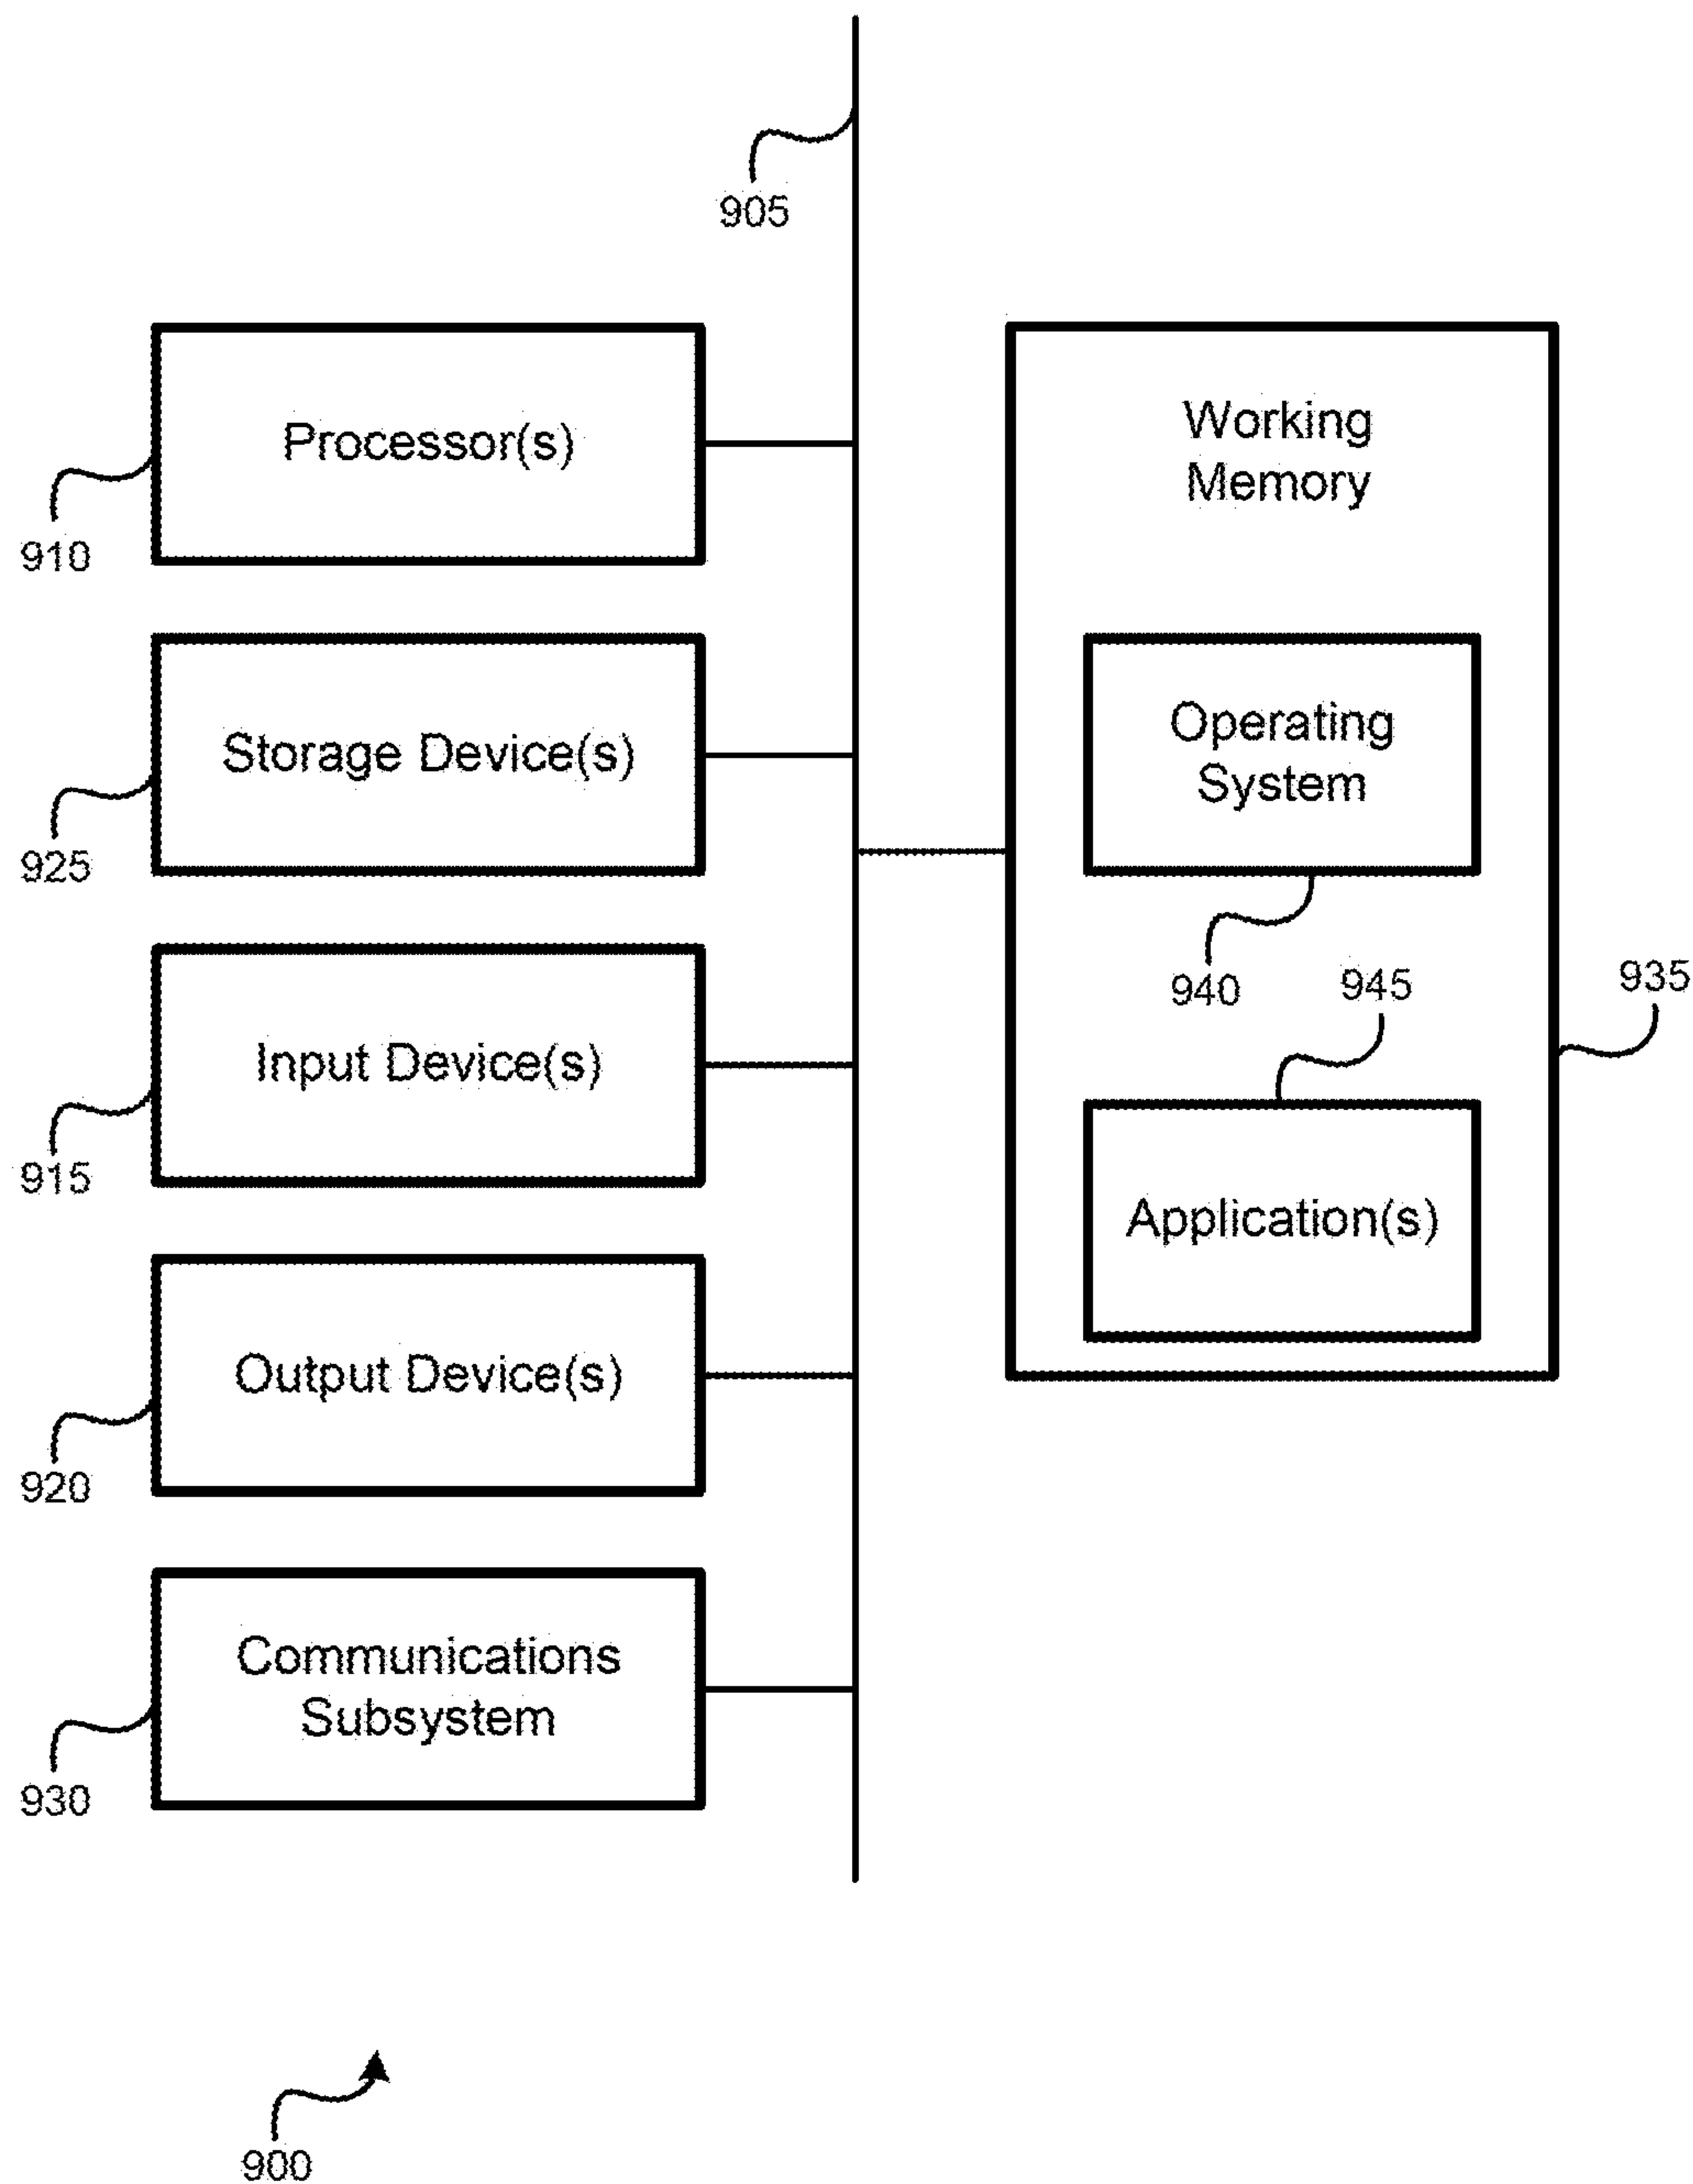 905
Processor(s)
910
Storage Device(s)
925
Input Device(s)
915
Output Device(s)
920
Communications
Subsystem
930
Working
Memory
Operating
System
940
945
935
Application(s)
900